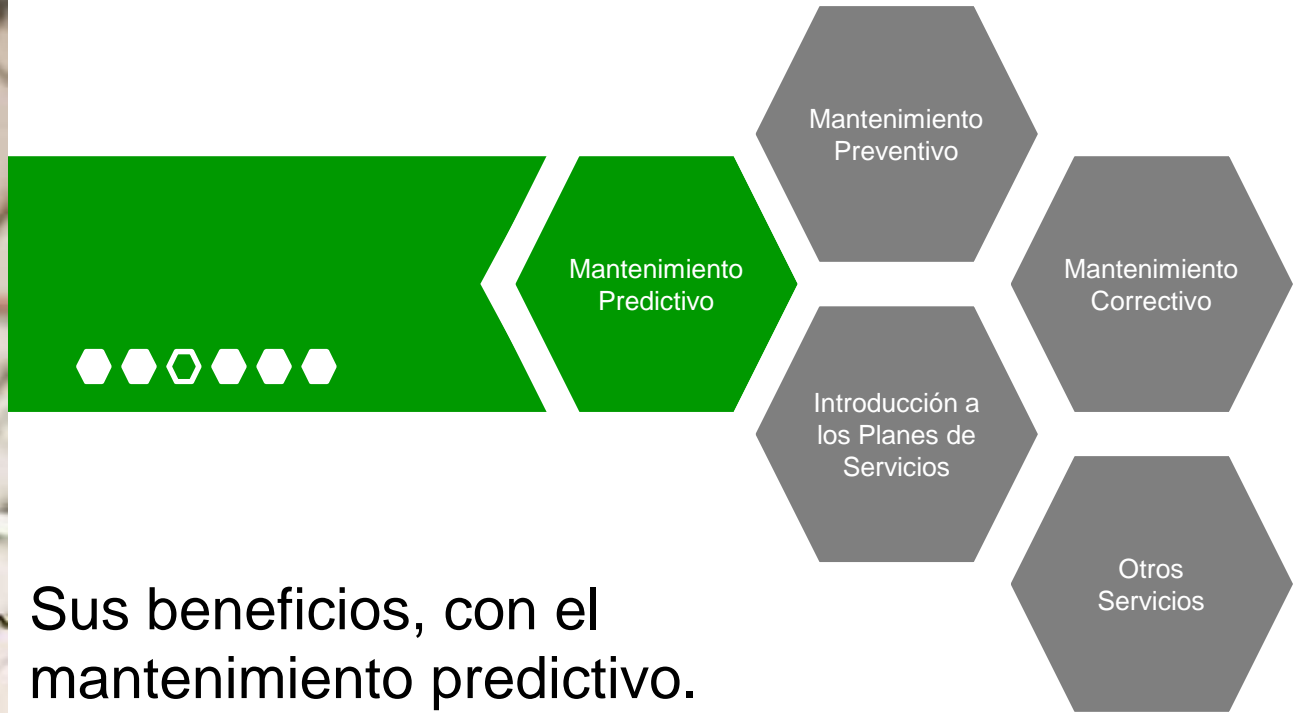 Mantenimiento
Preventivo
Mantenimiento
Predictivo
Mantenimiento
Correctivo
Introducción a
los Planes de
Servicios
Otros
Servicios
Sus beneficios, con el
mantenimiento predictivo.